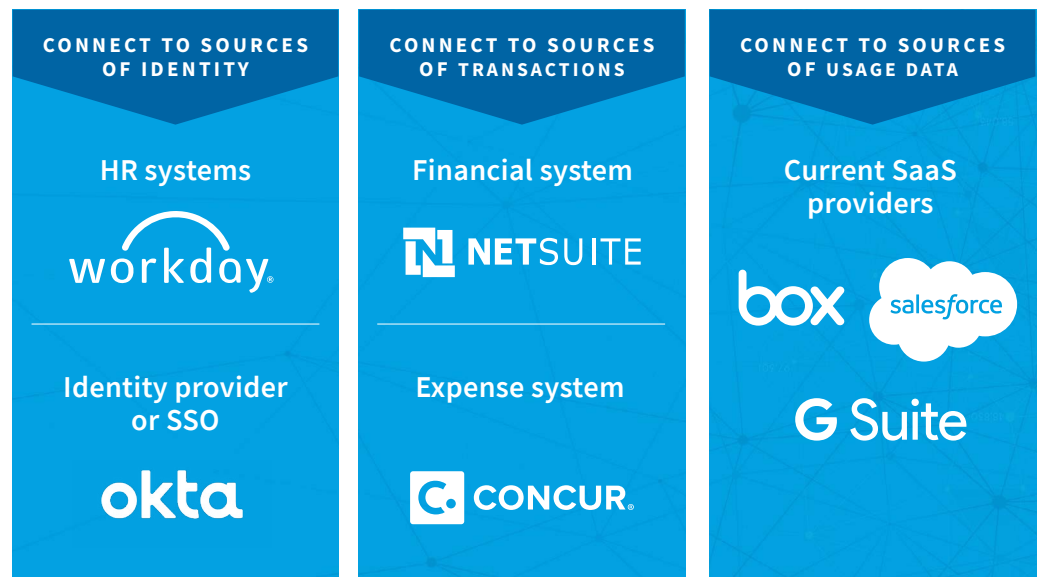 CONNECT TO SOURCES
OF IDENTITY
HR systems
workday®
Identity provider
or SSO
okta
CONNECT TO SOURCES
OF TRANSACTIONS
Financial system
N NETSUITE
Expense system
C. CONCUR®
CONNECT TO SOURCES
OF USAGE DATA
Current SaaS
providers
box
salesforce
G Suite